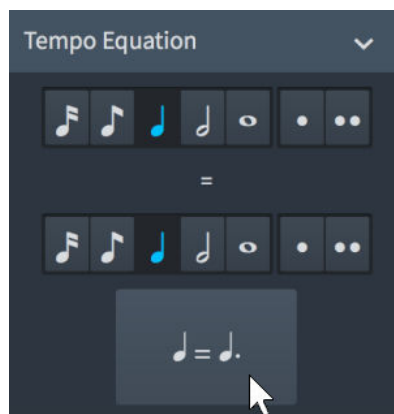 Tempo Equation
=
=